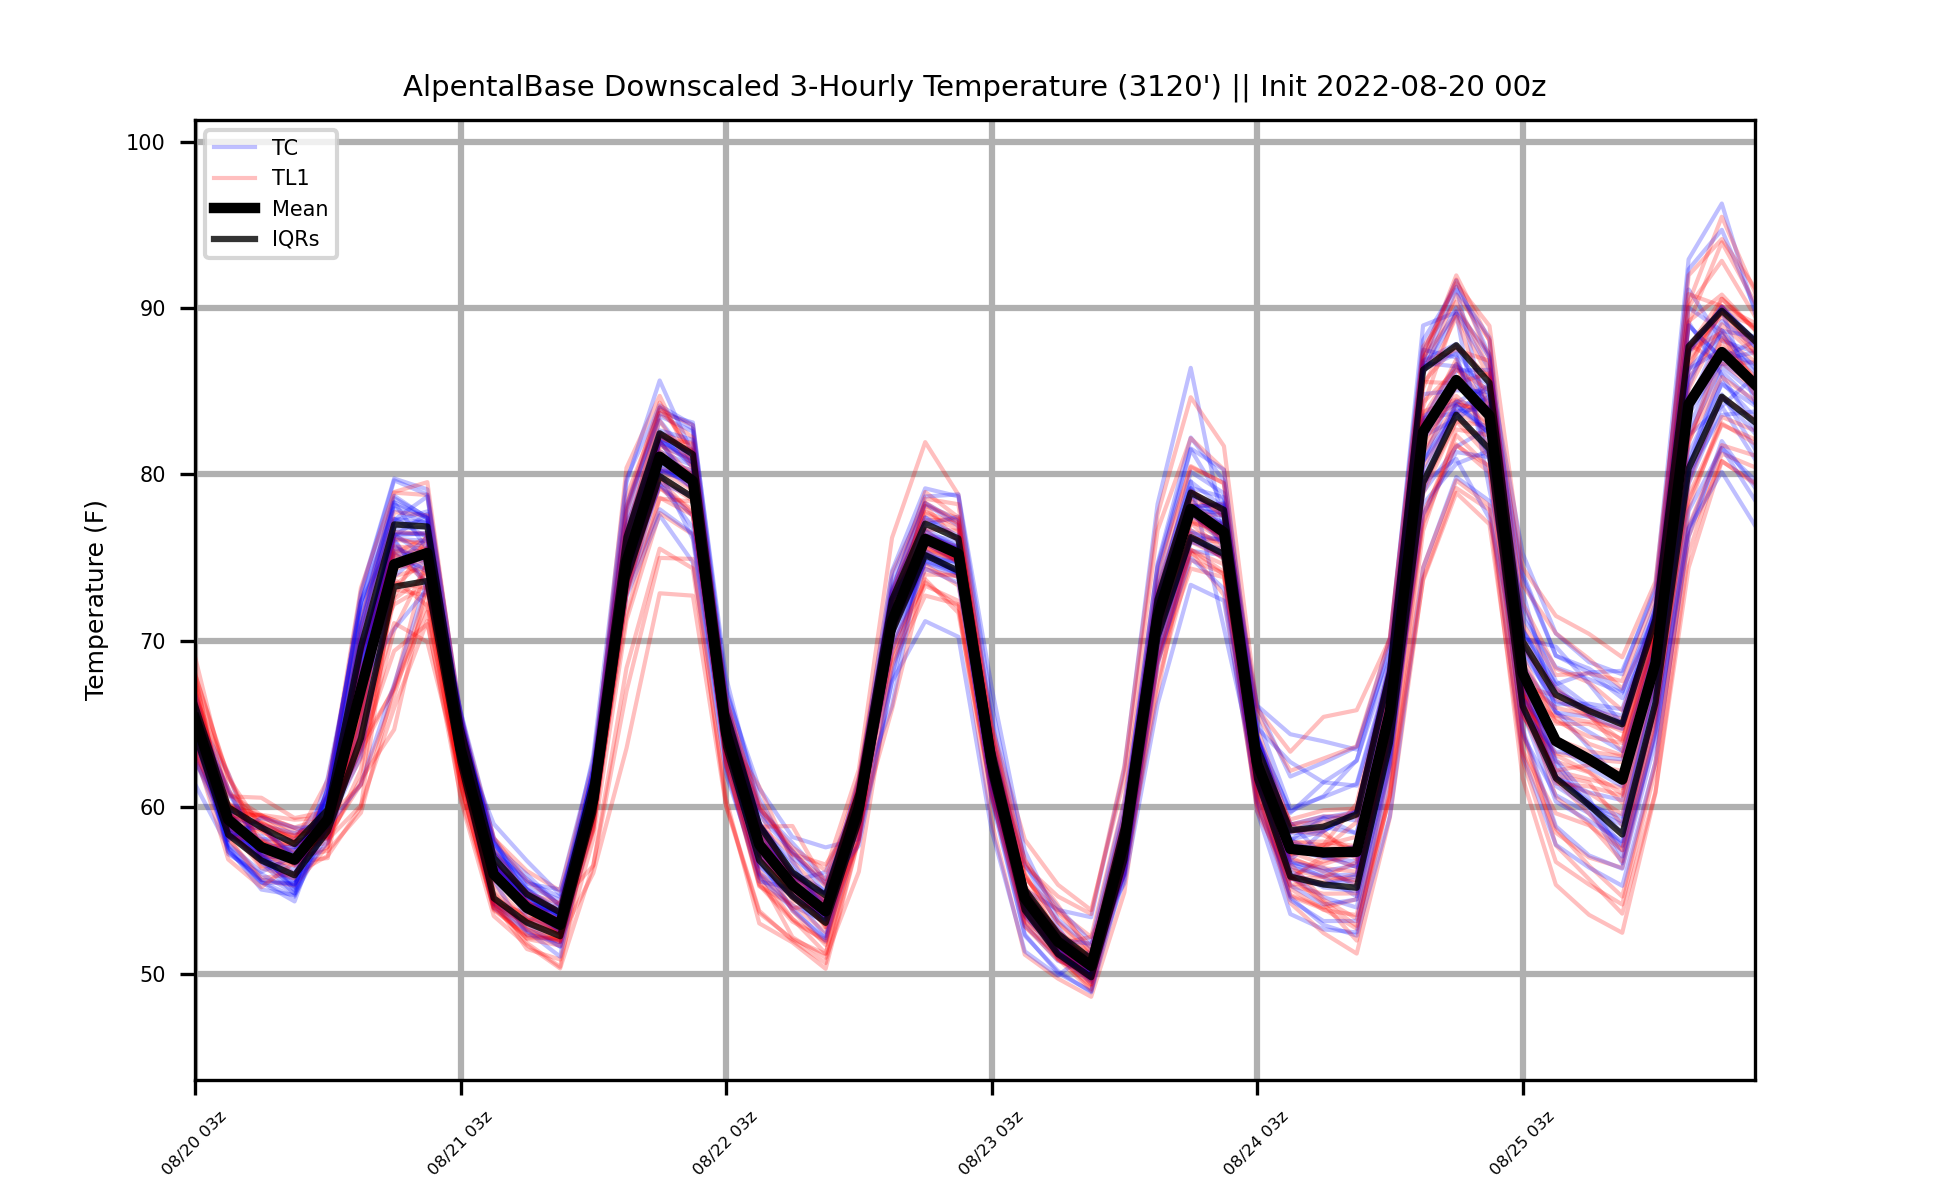 AlpentalBase Downscaled 3-Hourly Temperature (3120') || Init 2022-08-20 00z
TC
TL1
Mean
IQRs
Temperature (F)
100
90
80
70
60
50
08/20 03z
08/21 03z
08/22 03z
08/23 03z
08/24 03z
08/25 03z